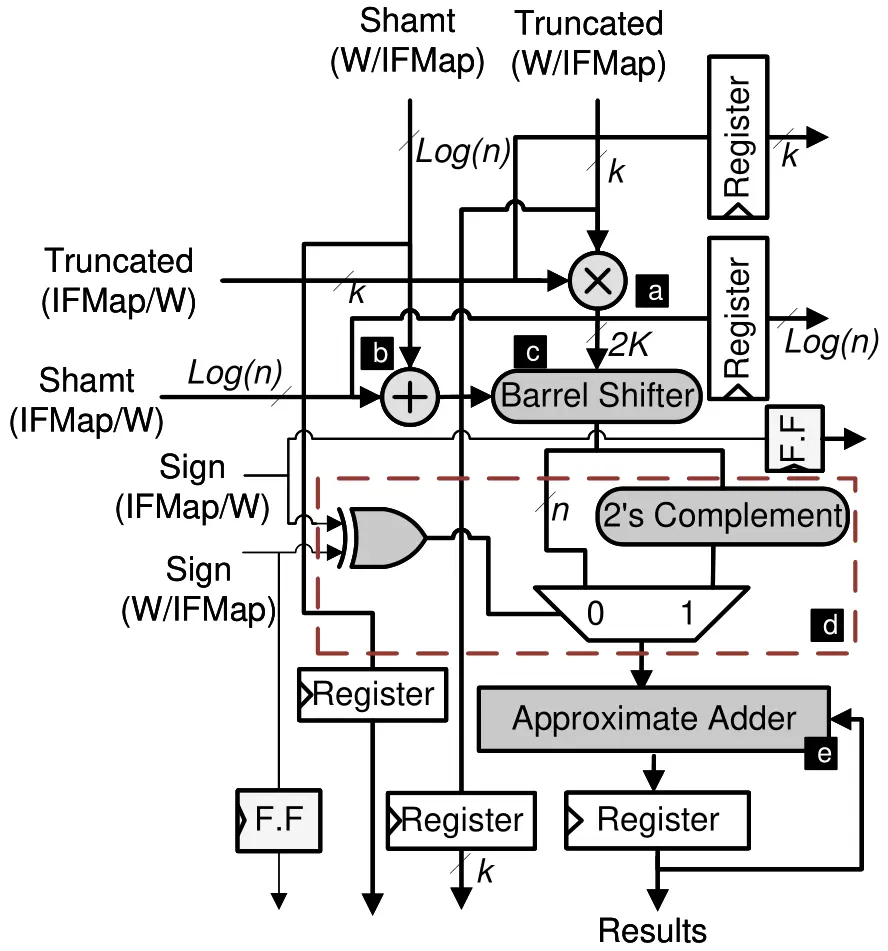 Shamt
(W/IFMap)
Truncated
(W/IFMap)
Register
k
Log(n)
k
Truncated
(IFMap/W)
k
×
a
Register
Log(n)
2K
b
c
Shamt
(IFMap/W)
Log(n)
+
Barrel Shifter
F.F
Sign
(IFMap/W)
n
2's Complement
Sign
(W/IFMap)
0
1
d
Register
Approximate Adder
e
F.F
Register
Register
k
Results